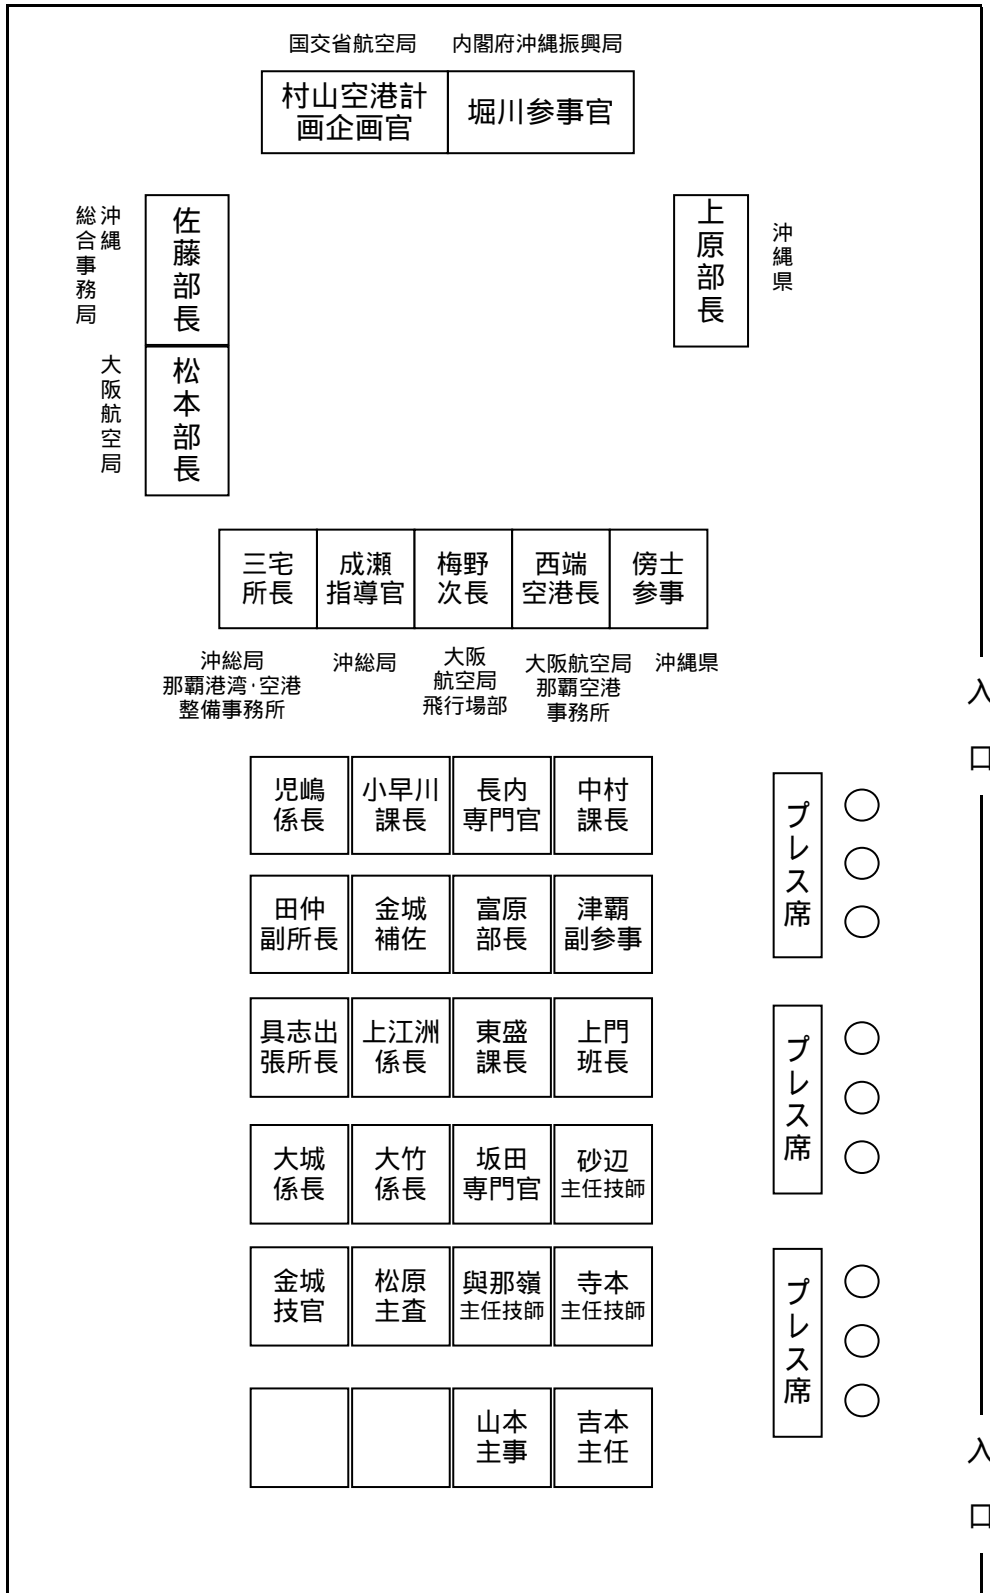 国交省航空局
内閣府沖縄振興局
村山空港計
画企画官
堀川参事官
沖縄
総合事務局
佐藤部長
上原部長
沖縄県
大阪航空局
松本部長
三宅
所長
成瀬
指導官
梅野
次長
西端
空港長
傍士
参事
沖総局
那覇港湾・空港
整備事務所
沖総局
大阪
航空局
飛行場部
大阪航空局
那覇空港
事務所
沖縄県
入口
児嶋
係長
小早川
課長
長内
専門官
中村
課長
プレス席
田仲
副所長
金城
補佐
富原
部長
津覇
副参事
具志出
張所長
上江洲
係長
東盛
課長
上門
班長
プレス席
大城
係長
大竹
係長
坂田
専門官
砂辺
主任技師
金城
技官
松原
主査
與那嶺
主任技師
寺本
主任技師
プレス席
山本
主事
吉本
主任
入口